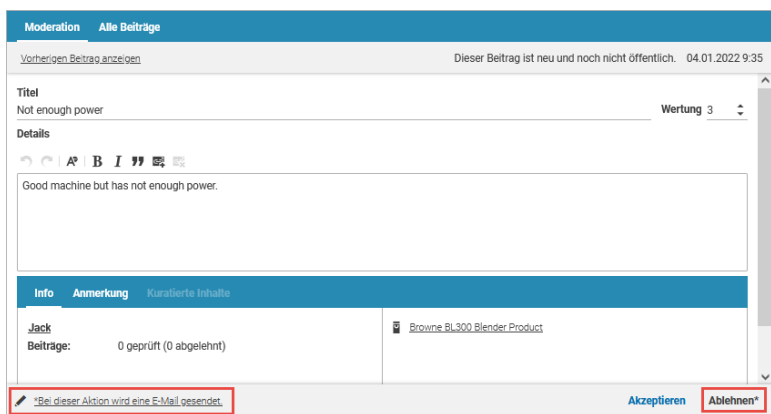 Moderation Alle Beiträge
Vorherigen Beitrag anzeigen Dieser Beitrag ist neu und noch nicht öffentlich. 04.01.2022 9:35
Titel
Not enough power Wertung 3
Details
B I
Good machine but has not enough power.
Info Anmerkung Kuratierte Inhalte
Jack Browne BL300 Blender Product
Beiträge: 0 geprüft (0 abgelehnt)
*Bei dieser Aktion wird eine E-Mail gesendet. Akzeptieren Ablehnen*